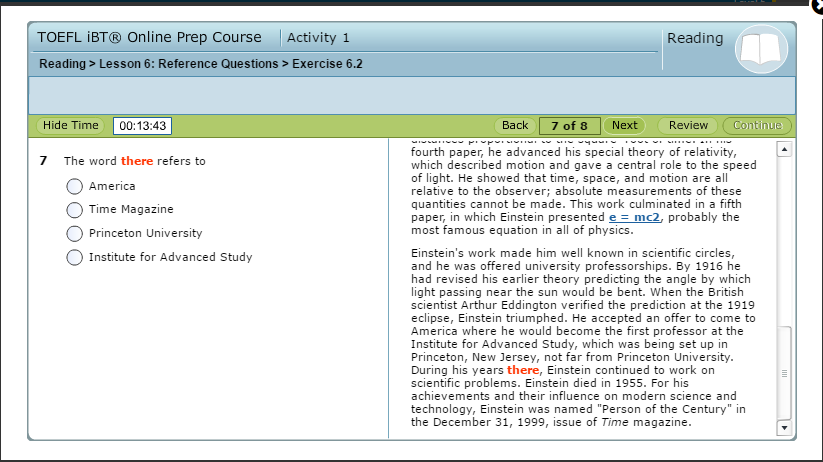 TOEFL iBT® Online Prep Course
Activity 1
Reading
Reading > Lesson 6: Reference Questions > Exercise 6.2
Hide Time
00:13:43
Back
7 of 8
Next
Review
Continue
7 The word there refers to
America
Time Magazine
Princeton University
Institute for Advanced Study
fourth paper, he advanced his special theory of relativity,
which described motion and gave a central role to the speed
of light. He showed that time, space, and motion are all
relative to the observer; absolute measurements of these
quantities cannot be made. This work culminated in a fifth
paper, in which Einstein presented e = mc2, probably the
most famous equation in all of physics.
Einstein's work made him well known in scientific circles,
and he was offered university professorships. By 1916 he
had revised his earlier theory predicting the angle by which
light passing near the sun would be bent. When the British
scientist Arthur Eddington verified the prediction at the 1919
eclipse, Einstein triumphed. He accepted an offer to come to
America where he would become the first professor at the
Institute for Advanced Study, which was being set up in
Princeton, New Jersey, not far from Princeton University.
During his years there, Einstein continued to work on
scientific problems. Einstein died in 1955. For his
achievements and their influence on modern science and
technology, Einstein was named "Person of the Century" in
the December 31, 1999, issue of Time magazine.